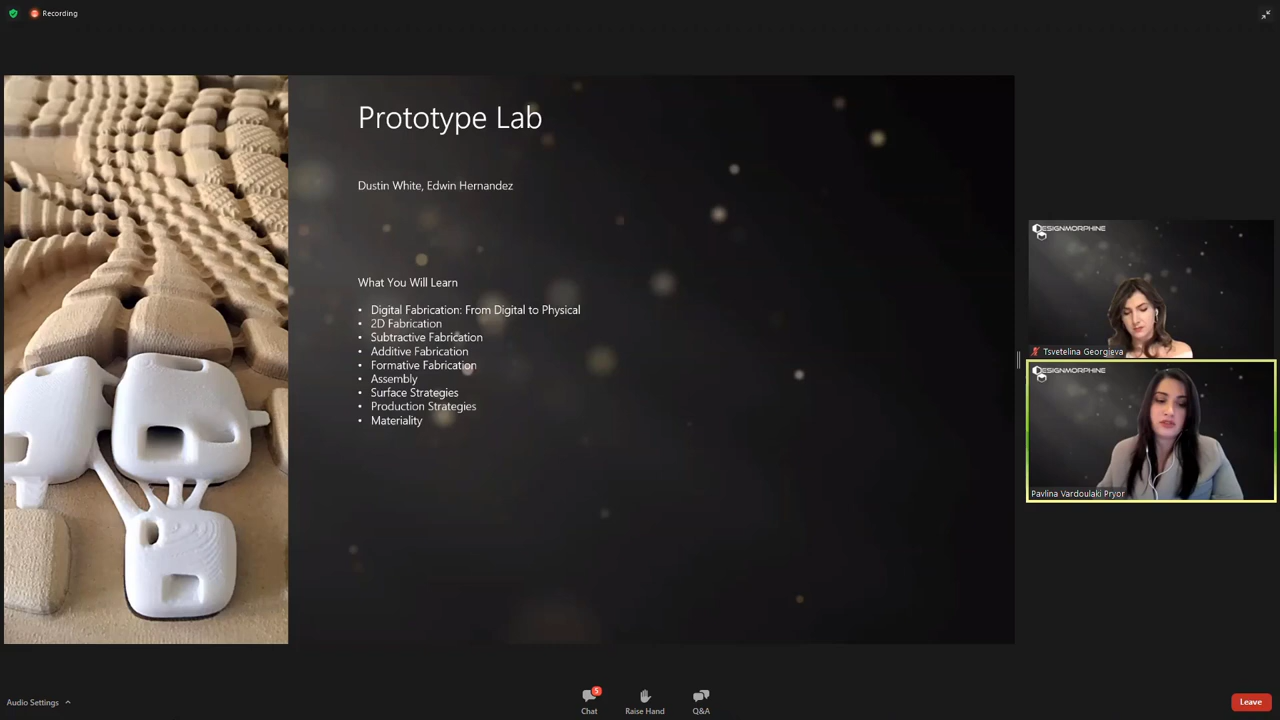 Recording
Prototype Lab
Dustin White, Edwin Hernandez
What You Will Learn
• Digital Fabrication: From Digital to Physical
• 2D Fabrication
• Subtractive Fabrication
• Additive Fabrication
• Formative Fabrication
• Assembly
• Surface Strategies
• Production Strategies
• Materiality
DESIGNMORPHINE
Tsvetelina Georgieva
DESIGNMORPHINE
Pavlina Vardoulaki Pryor
Audio Settings
5
Chat
Raise Hand
Q&A
Leave